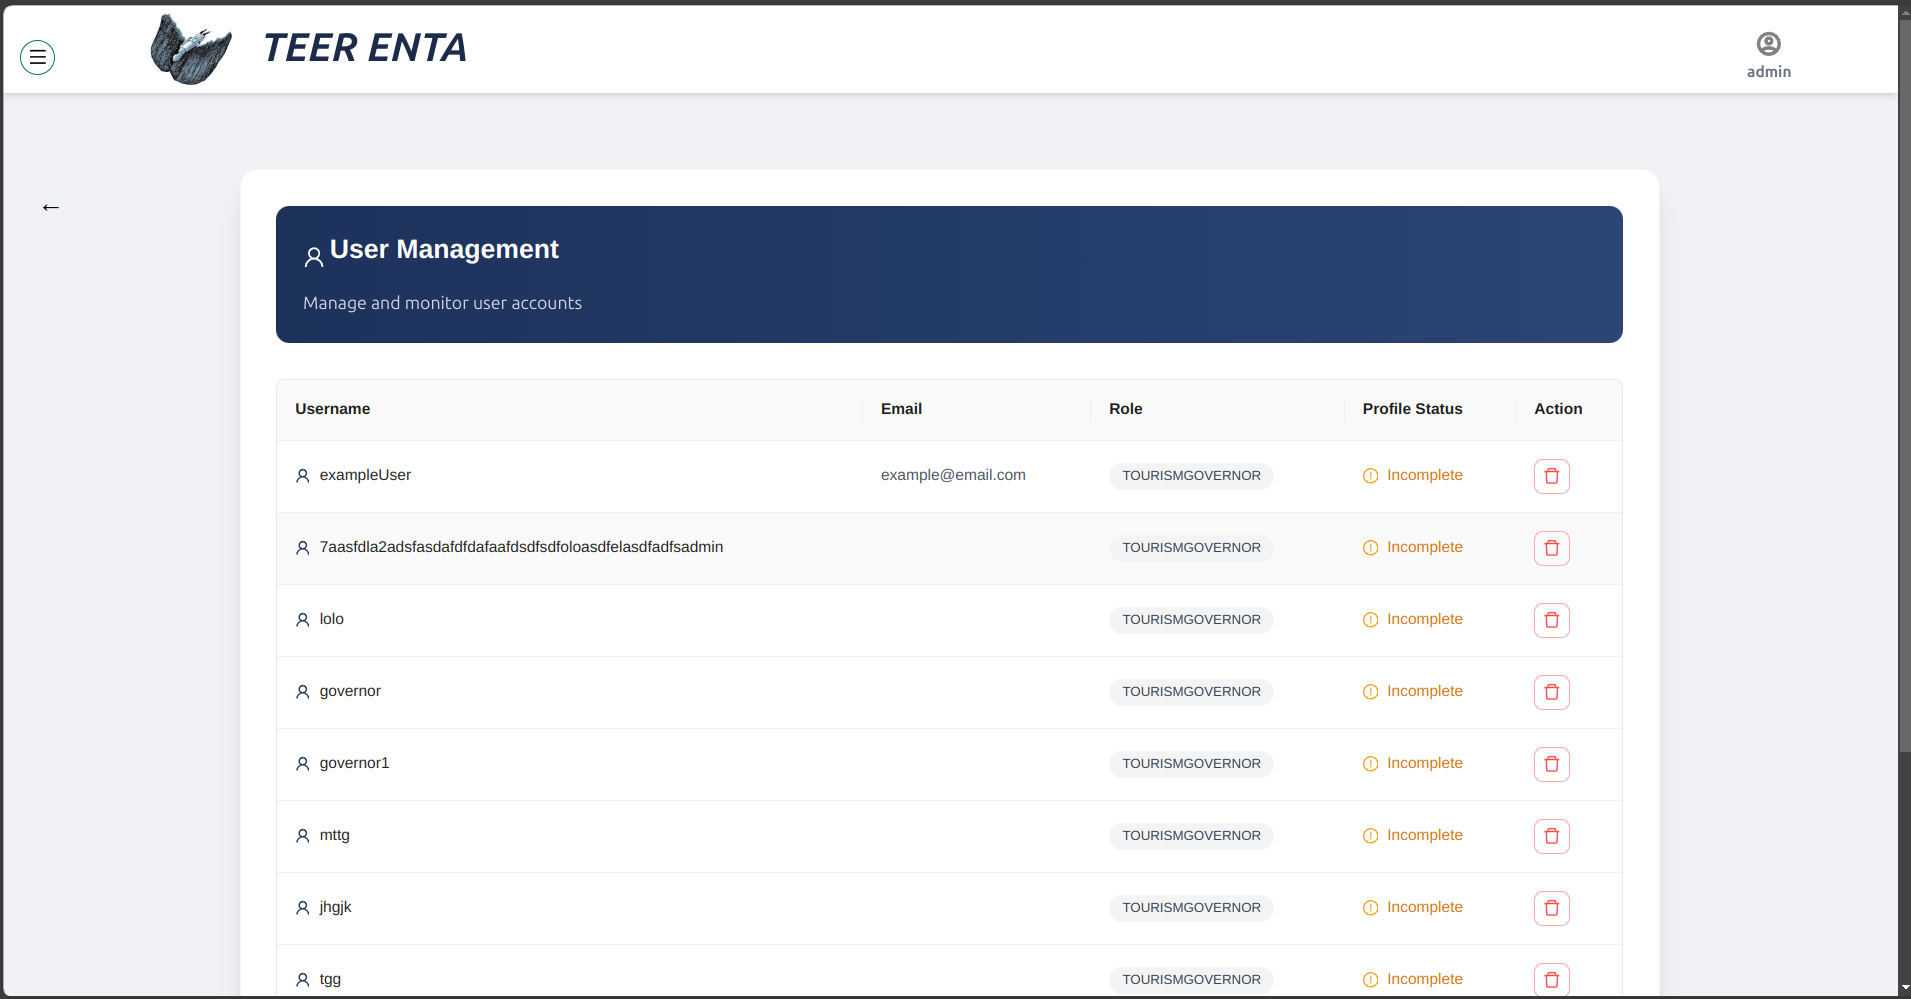 TEER ENTA
admin
←
User Management
Manage and monitor user accounts
Username Email Role Profile Status Action
exampleUser example@email.com TOURISMGOVERNOR Incomplete
7aasfdla2adsfasdafdfdafaafdsdfsdfoloasdfelasdfadfsadmin TOURISMGOVERNOR Incomplete
lolo TOURISMGOVERNOR Incomplete
governor TOURISMGOVERNOR Incomplete
governor1 TOURISMGOVERNOR Incomplete
mttg TOURISMGOVERNOR Incomplete
jhgjk TOURISMGOVERNOR Incomplete
tgg TOURISMGOVERNOR Incomplete